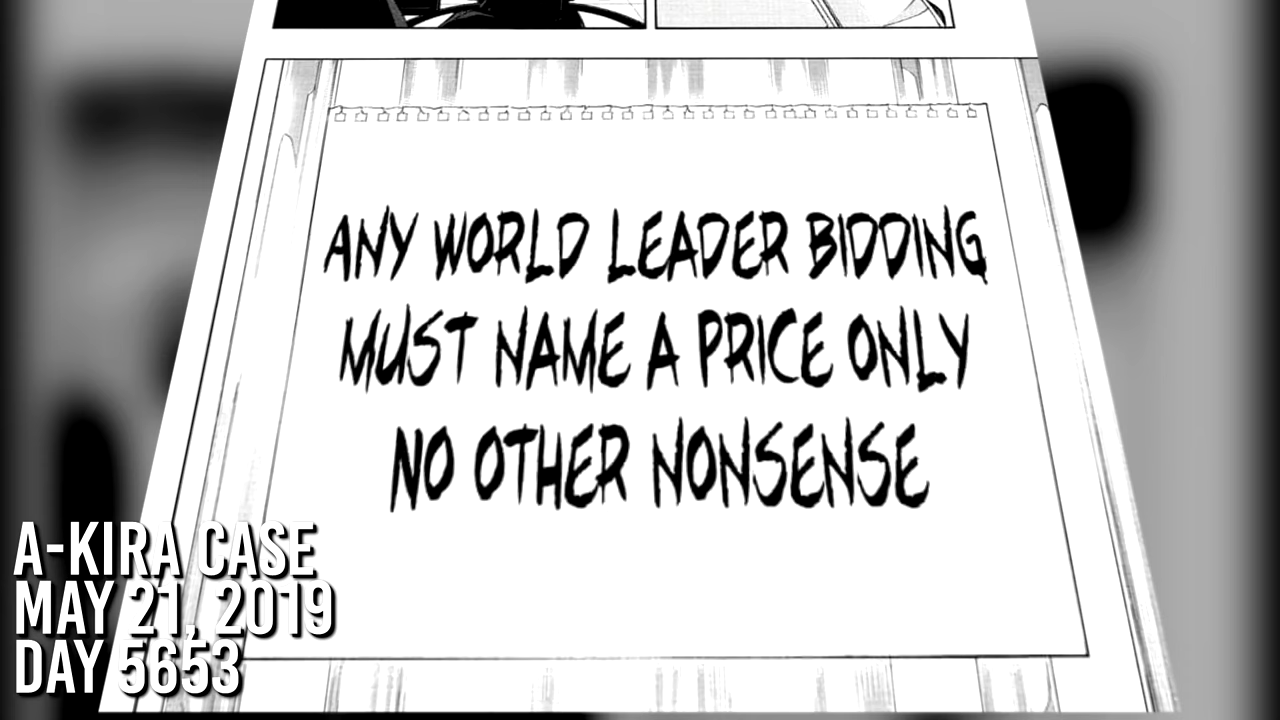 ANY WORLD LEADER BIDDING
MUST NAME A PRICE ONLY
NO OTHER NONSENSE
A-KIRA CASE
MAY 21, 2019
DAY 5653